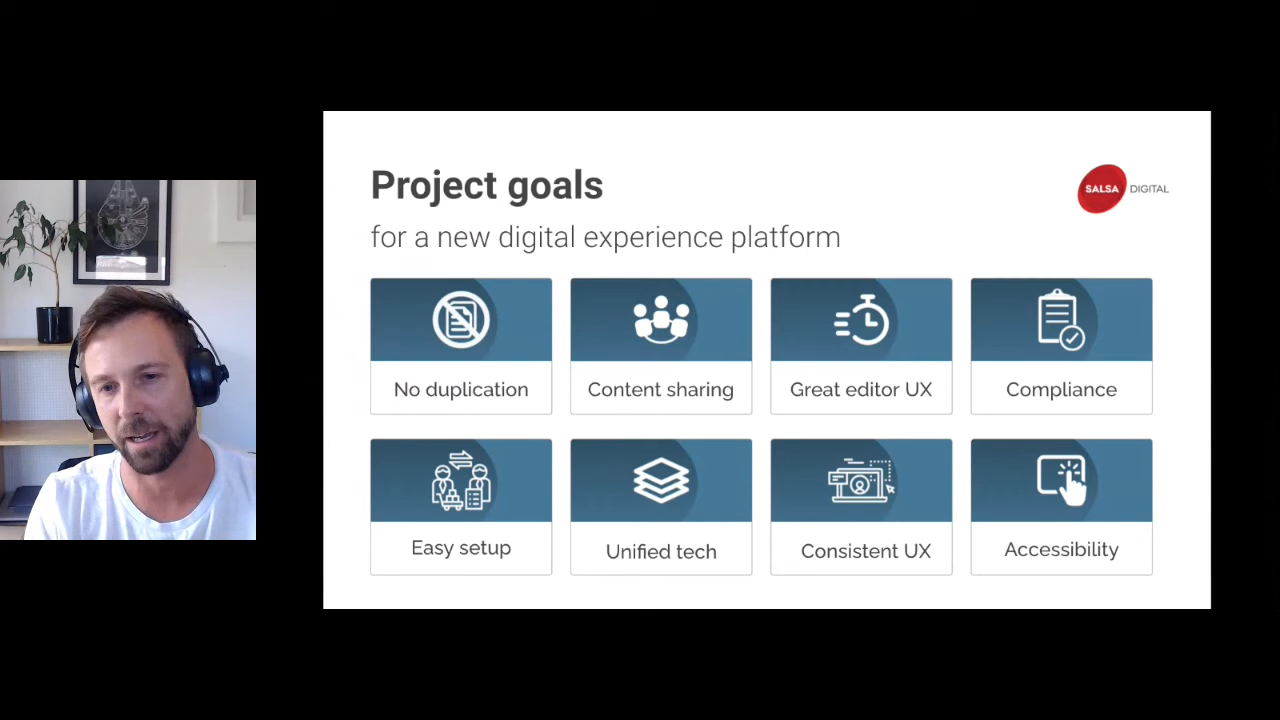 Project goals
SALSA DIGITAL
for a new digital experience platform
No duplication
Content sharing
Great editor UX
Compliance
Easy setup
Unified tech
Consistent UX
Accessibility